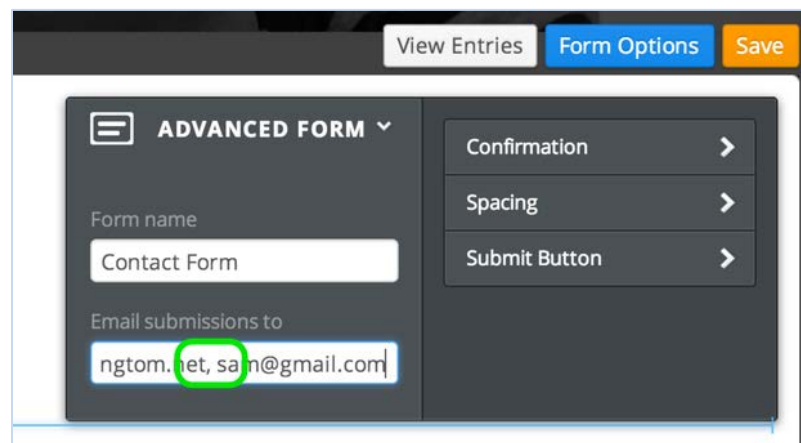 View Entries Form Options Save
ADVANCED FORM
Confirmation
Spacing
Submit Button
Form name
Contact Form
Email submissions to
ngtom.net, sam@gmail.com